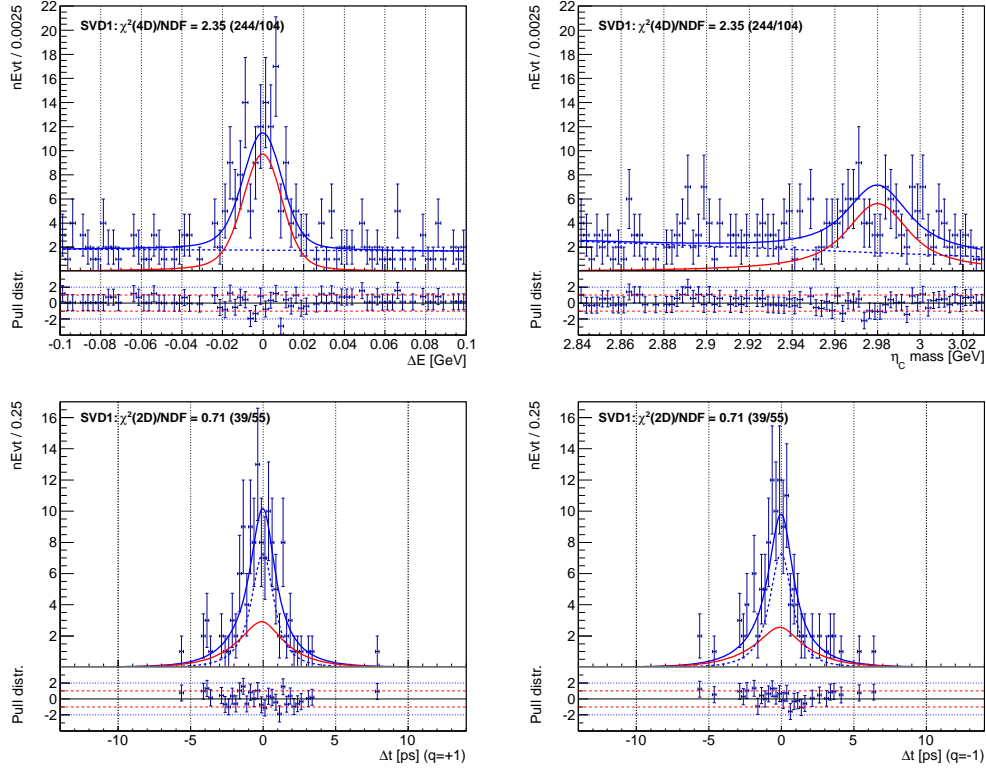 SVD1: χ²(4D)/NDF = 2.35 (244/104)
nEvt / 0.0025
22
20
18
16
14
12
10
8
6
4
2
Pull distr.
2
0
-2
-0.1 -0.08 -0.06 -0.04 -0.02 0 0.02 0.04 0.06 0.08 0.1
ΔE [GeV]
SVD1: χ²(4D)/NDF = 2.35 (244/104)
nEvt / 0.0025
22
20
18
16
14
12
10
8
6
4
2
Pull distr.
2
0
-2
2.84 2.86 2.88 2.9 2.92 2.94 2.96 2.98 3 3.02
η_C mass [GeV]
SVD1: χ²(2D)/NDF = 0.71 (39/55)
nEvt / 0.25
16
14
12
10
8
6
4
2
Pull distr.
2
0
-2
-10 -5 0 5 10
Δt [ps] (q=+1)
SVD1: χ²(2D)/NDF = 0.71 (39/55)
nEvt / 0.25
16
14
12
10
8
6
4
2
Pull distr.
2
0
-2
-10 -5 0 5 10
Δt [ps] (q=-1)